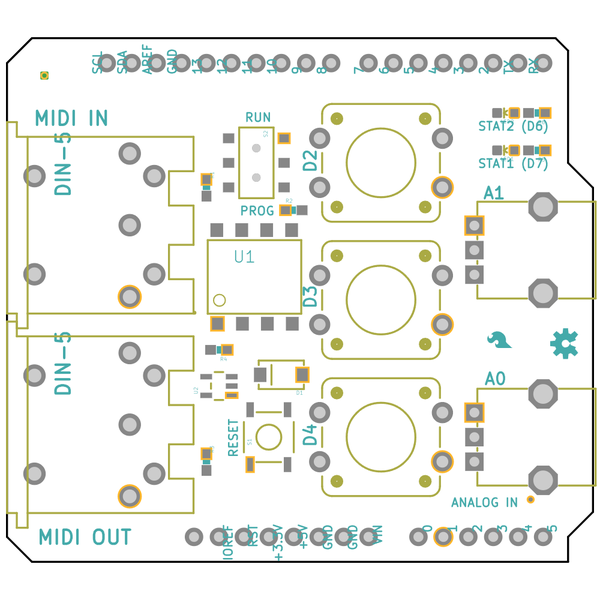 SCL SDA AREF GND 13 12 11 10 9 8 7 6 5 4 3 2 TX RX
MIDI IN
RUN
STAT2 (D6)
DIN-5
D2
STAT1 (D7)
PROG
A1
U1
D3
DIN-5
A0
RESET
D4
ANALOG IN
MIDI OUT
IOREF RST +3.3V +5V GND GND VIN 0 1 2 3 4 5